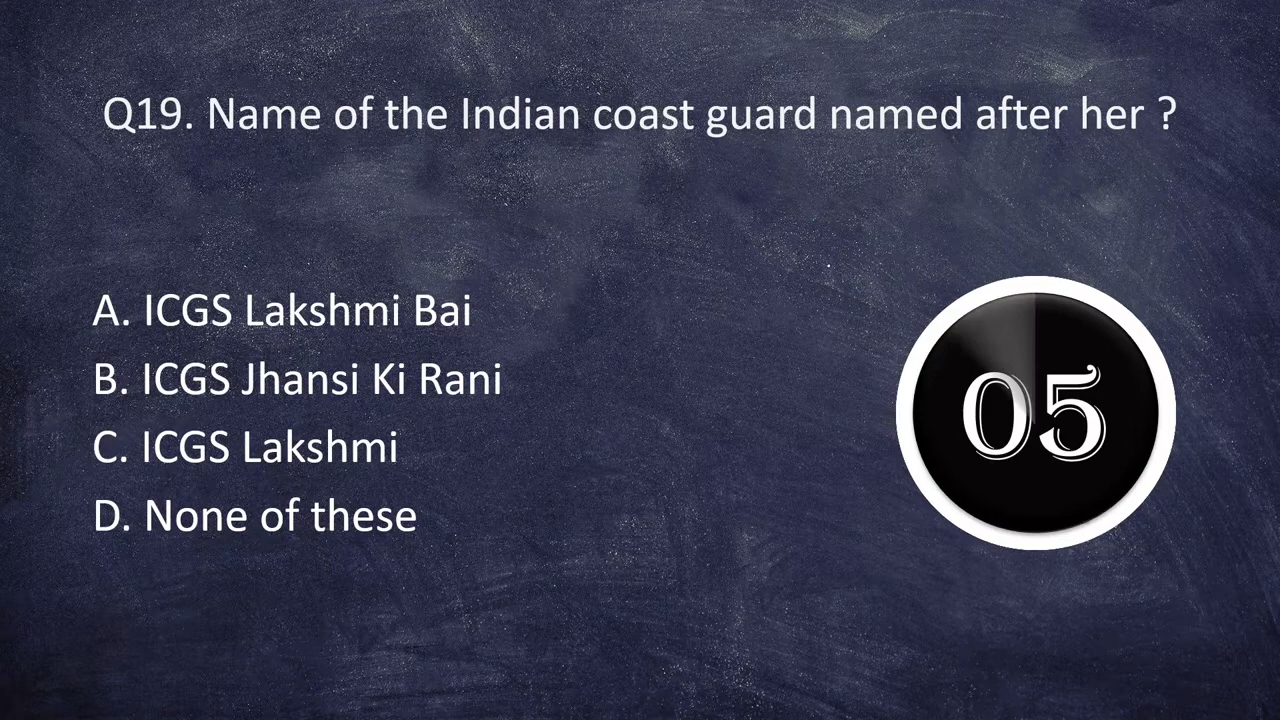 Q19. Name of the Indian coast guard named after her ?
A. ICGS Lakshmi Bai
B. ICGS Jhansi Ki Rani
C. ICGS Lakshmi
D. None of these
05